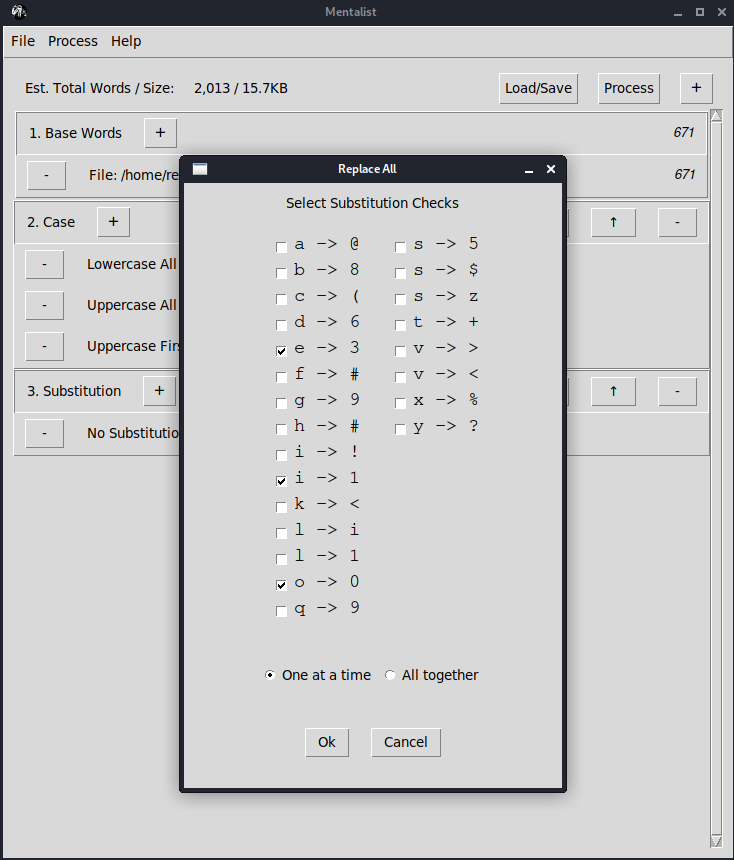 Mentalist
File Process Help
Est. Total Words / Size: 2,013 / 15.7KB Load/Save Process +
1. Base Words + 671
- File: /home/re 671
2. Case + ↑ -
- Lowercase All
- Uppercase All
- Uppercase Firs
3. Substitution + ↑ -
- No Substitutio
Replace All
Select Substitution Checks
a -> @
b -> 8
c -> (
d -> 6
e -> 3
f -> #
g -> 9
h -> #
i -> !
i -> 1
k -> <
l -> i
l -> 1
o -> 0
q -> 9
s -> 5
s -> $
s -> z
t -> +
v -> >
v -> <
x -> %
y -> ?
One at a time All together
Ok Cancel